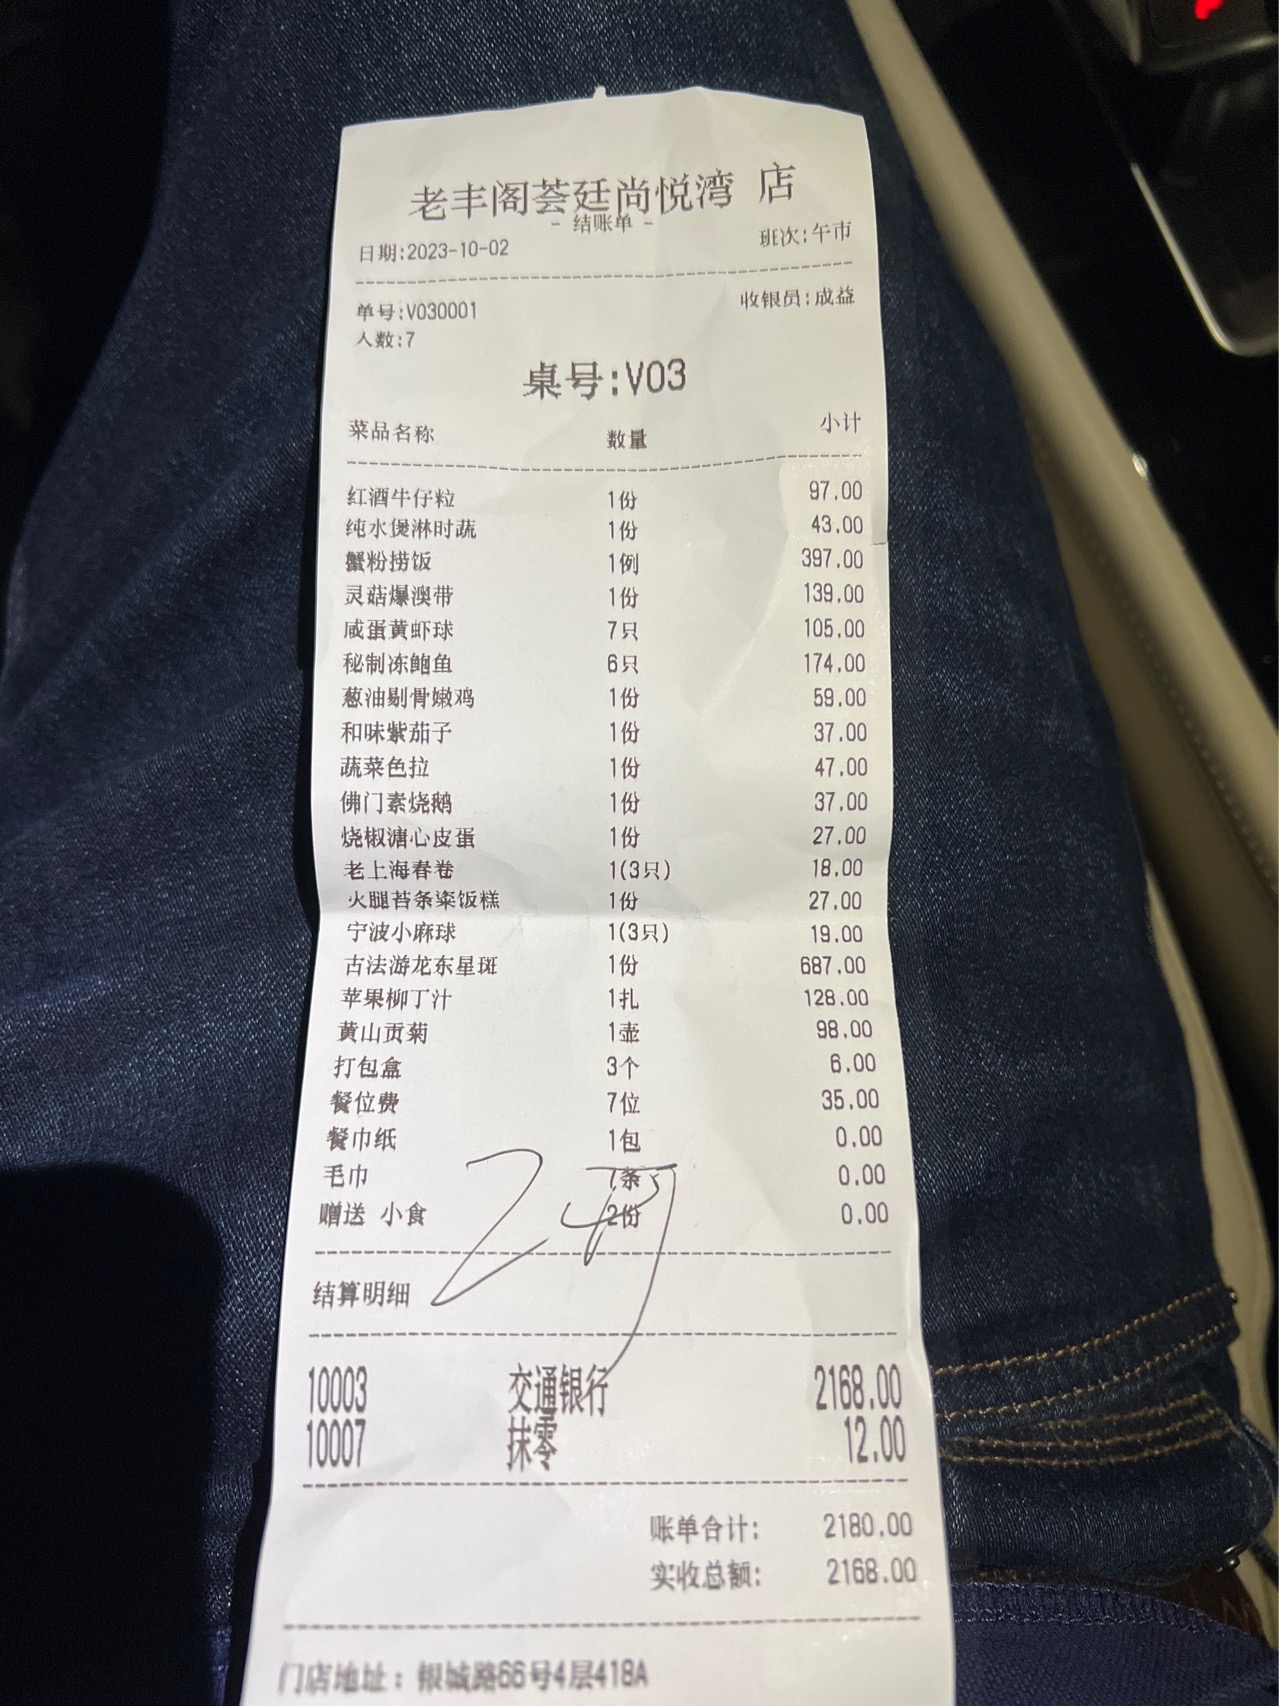 老丰阁荟廷尚悦湾 店
- 结账单 -
日期:2023-10-02 班次:午市
单号:V030001 收银员:成益
人数:7
桌号:V03
菜品名称 数量 小计
红酒牛仔粒 1份 97.00
纯水煲淋时蔬 1份 43.00
蟹粉捞饭 1例 397.00
灵菇爆澳带 1份 139.00
咸蛋黄虾球 7只 105.00
秘制冻鲍鱼 6只 174.00
葱油剔骨嫩鸡 1份 59.00
和味紫茄子 1份 37.00
蔬菜色拉 1份 47.00
佛门素烧鹅 1份 37.00
烧椒溏心皮蛋 1份 27.00
老上海春卷 1(3只) 18.00
火腿苔条粢饭糕 1份 27.00
宁波小麻球 1(3只) 19.00
古法游龙东星斑 1份 687.00
苹果柳丁汁 1扎 128.00
黄山贡菊 1壶 98.00
打包盒 3个 6.00
餐位费 7位 35.00
餐巾纸 1包 0.00
毛巾 7条 0.00
赠送 小食 2份 0.00
结算明细
10003 交通银行 2168.00
10007 抹零 12.00
账单合计: 2180.00
实收总额: 2168.00
门店地址: 银城路66号4层418A